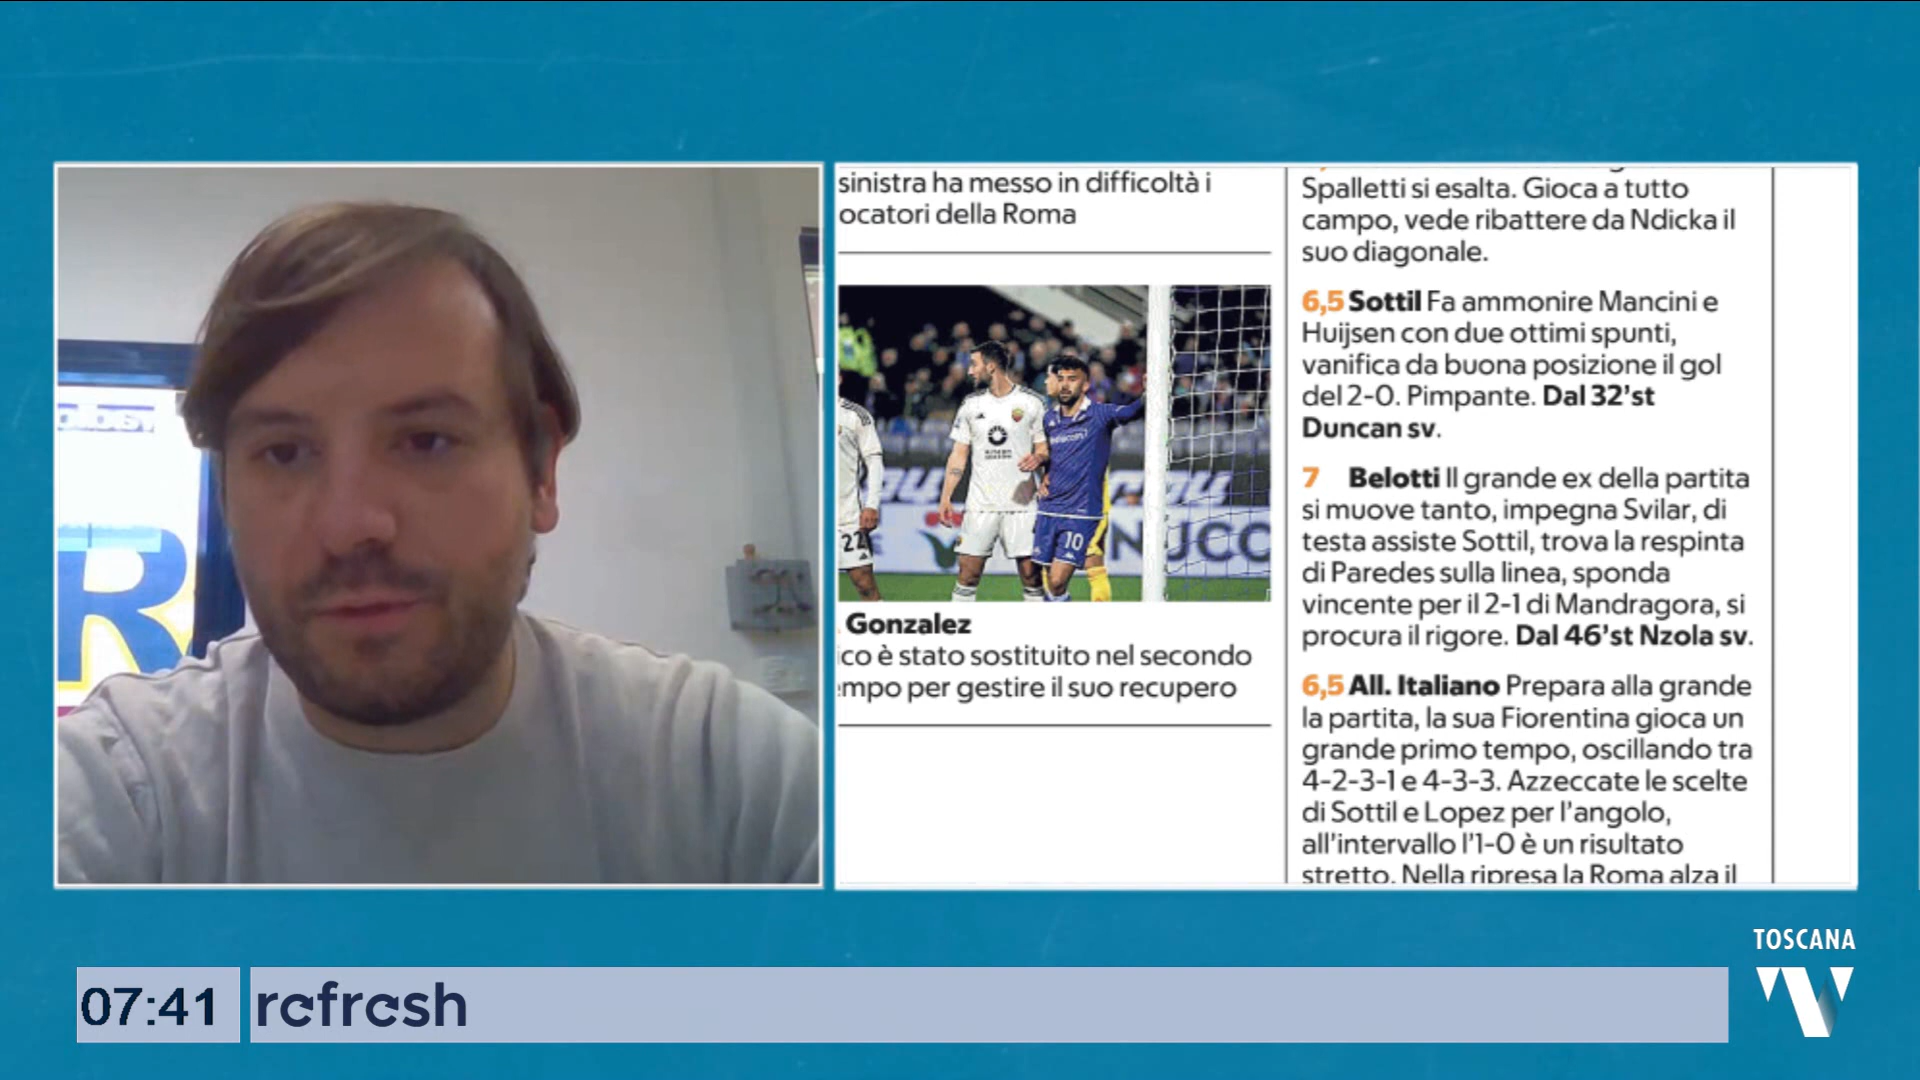 sinistra ha messo in difficoltà i
ocatori della Roma
Gonzalez
ico è stato sostituito nel secondo
mpo per gestire il suo recupero
Spalletti si esalta. Gioca a tutto
campo, vede ribattere da Ndicka il
suo diagonale.
6,5 Sottil Fa ammonire Mancini e
Huijsen con due ottimi spunti,
vanifica da buona posizione il gol
del 2-0. Pimpante. Dal 32'st
Duncan sv.
7 Belotti Il grande ex della partita
si muove tanto, impegna Svilar, di
testa assiste Sottil, trova la respinta
di Paredes sulla linea, sponda
vincente per il 2-1 di Mandragora, si
procura il rigore. Dal 46'st Nzola sv.
6,5 All. Italiano Prepara alla grande
la partita, la sua Fiorentina gioca un
grande primo tempo, oscillando tra
4-2-3-1 e 4-3-3. Azzeccate le scelte
di Sottil e Lopez per l'angolo,
all'intervallo l'1-0 è un risultato
stretto. Nella ripresa la Roma alza il
22
10
NUCC
R
TOSCANA
TV
07:41 refresh